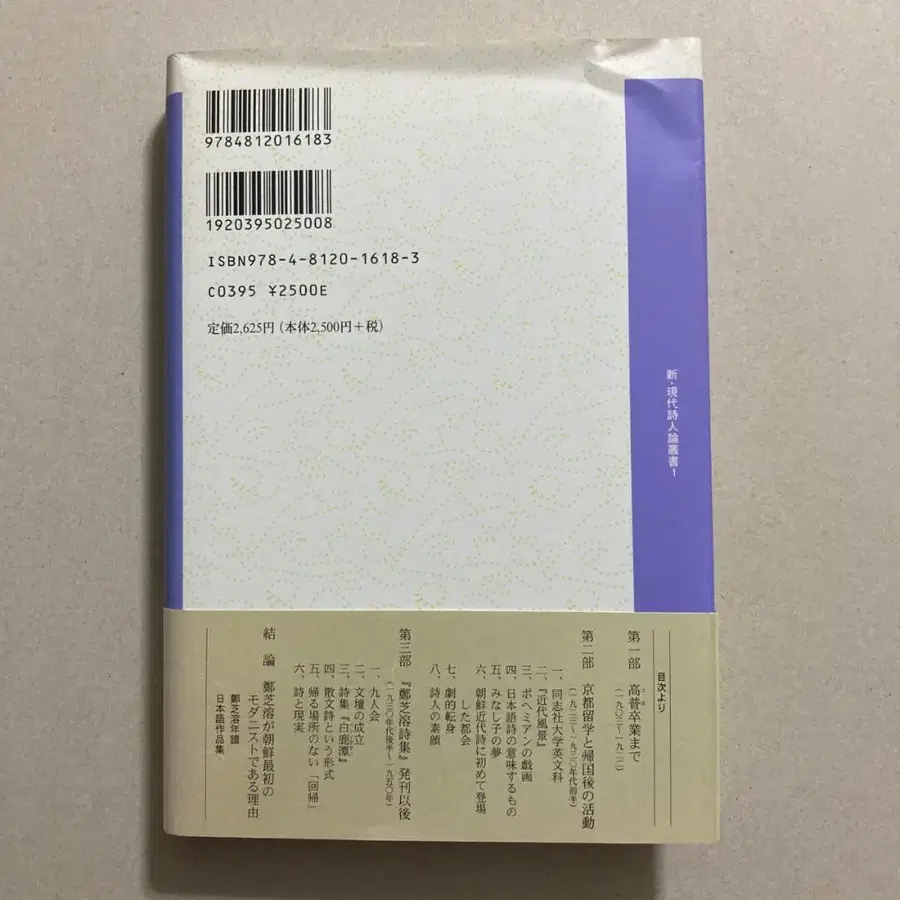 9784812016183
1920395025008
ISBN978-4-8120-1618-3
C0395 ¥2500E
定価2,625円(本体2,500円+税)
新・現代詩人論叢書1
目次より
第一部 高普卒業まで
(一九〇二~一九二二)
第二部 京都留学と帰国後の活動
(一九二三~一九三〇年代前半)
一、同志社大学英文科
二、『近代風景』
三、ボヘミアンの戯画
四、日本語詩の意味するもの
五、みなし子の夢
六、朝鮮近代詩に初めて登場
した都会
七、劇的転身
八、詩人の素顔
第三部 『鄭芝溶詩集』発刊以後
(一九三〇年代後半~一九五〇年)
一、九人会
二、文壇の成立
三、詩集『白鹿潭』
四、散文詩という形式
五、帰る場所のない「回帰」
六、詩と現実
結 論 鄭芝溶が朝鮮最初の
モダニストである理由
鄭芝溶年譜
日本語作品集